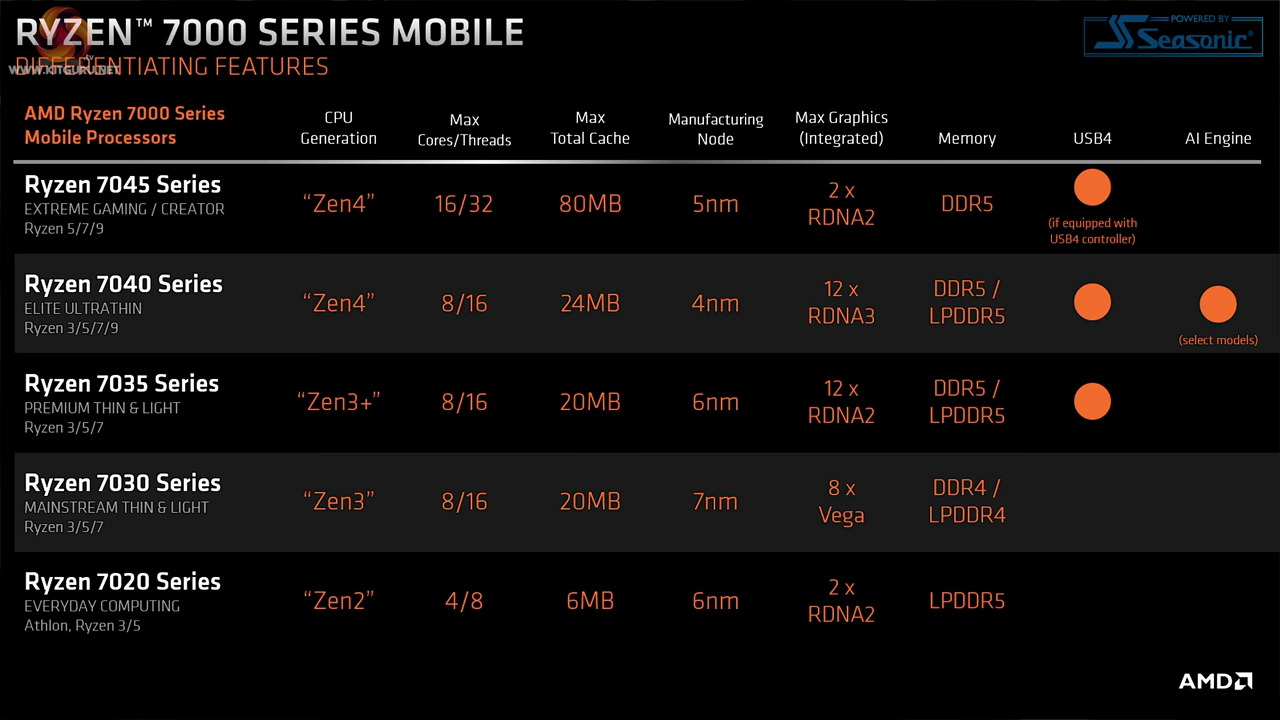 RYZEN™ 7000 SERIES MOBILE
DIFFERENTIATING FEATURES
WWW.KITGURU.NET
tv
POWERED BY
Seasonic®
AMD Ryzen 7000 Series
Mobile Processors
CPU
Generation
Max
Cores/Threads
Max
Total Cache
Manufacturing
Node
Max Graphics
(Integrated)
Memory
USB4
AI Engine
Ryzen 7045 Series
EXTREME GAMING / CREATOR
Ryzen 5/7/9
“Zen4”
16/32
80MB
5nm
2 x
RDNA2
DDR5
(if equipped with
USB4 controller)
Ryzen 7040 Series
ELITE ULTRATHIN
Ryzen 3/5/7/9
“Zen4”
8/16
24MB
4nm
12 x
RDNA3
DDR5 /
LPDDR5
(select models)
Ryzen 7035 Series
PREMIUM THIN & LIGHT
Ryzen 3/5/7
“Zen3+”
8/16
20MB
6nm
12 x
RDNA2
DDR5 /
LPDDR5
Ryzen 7030 Series
MAINSTREAM THIN & LIGHT
Ryzen 3/5/7
“Zen3”
8/16
20MB
7nm
8 x
Vega
DDR4 /
LPDDR4
Ryzen 7020 Series
EVERYDAY COMPUTING
Athlon, Ryzen 3/5
“Zen2”
4/8
6MB
6nm
2 x
RDNA2
LPDDR5
AMD